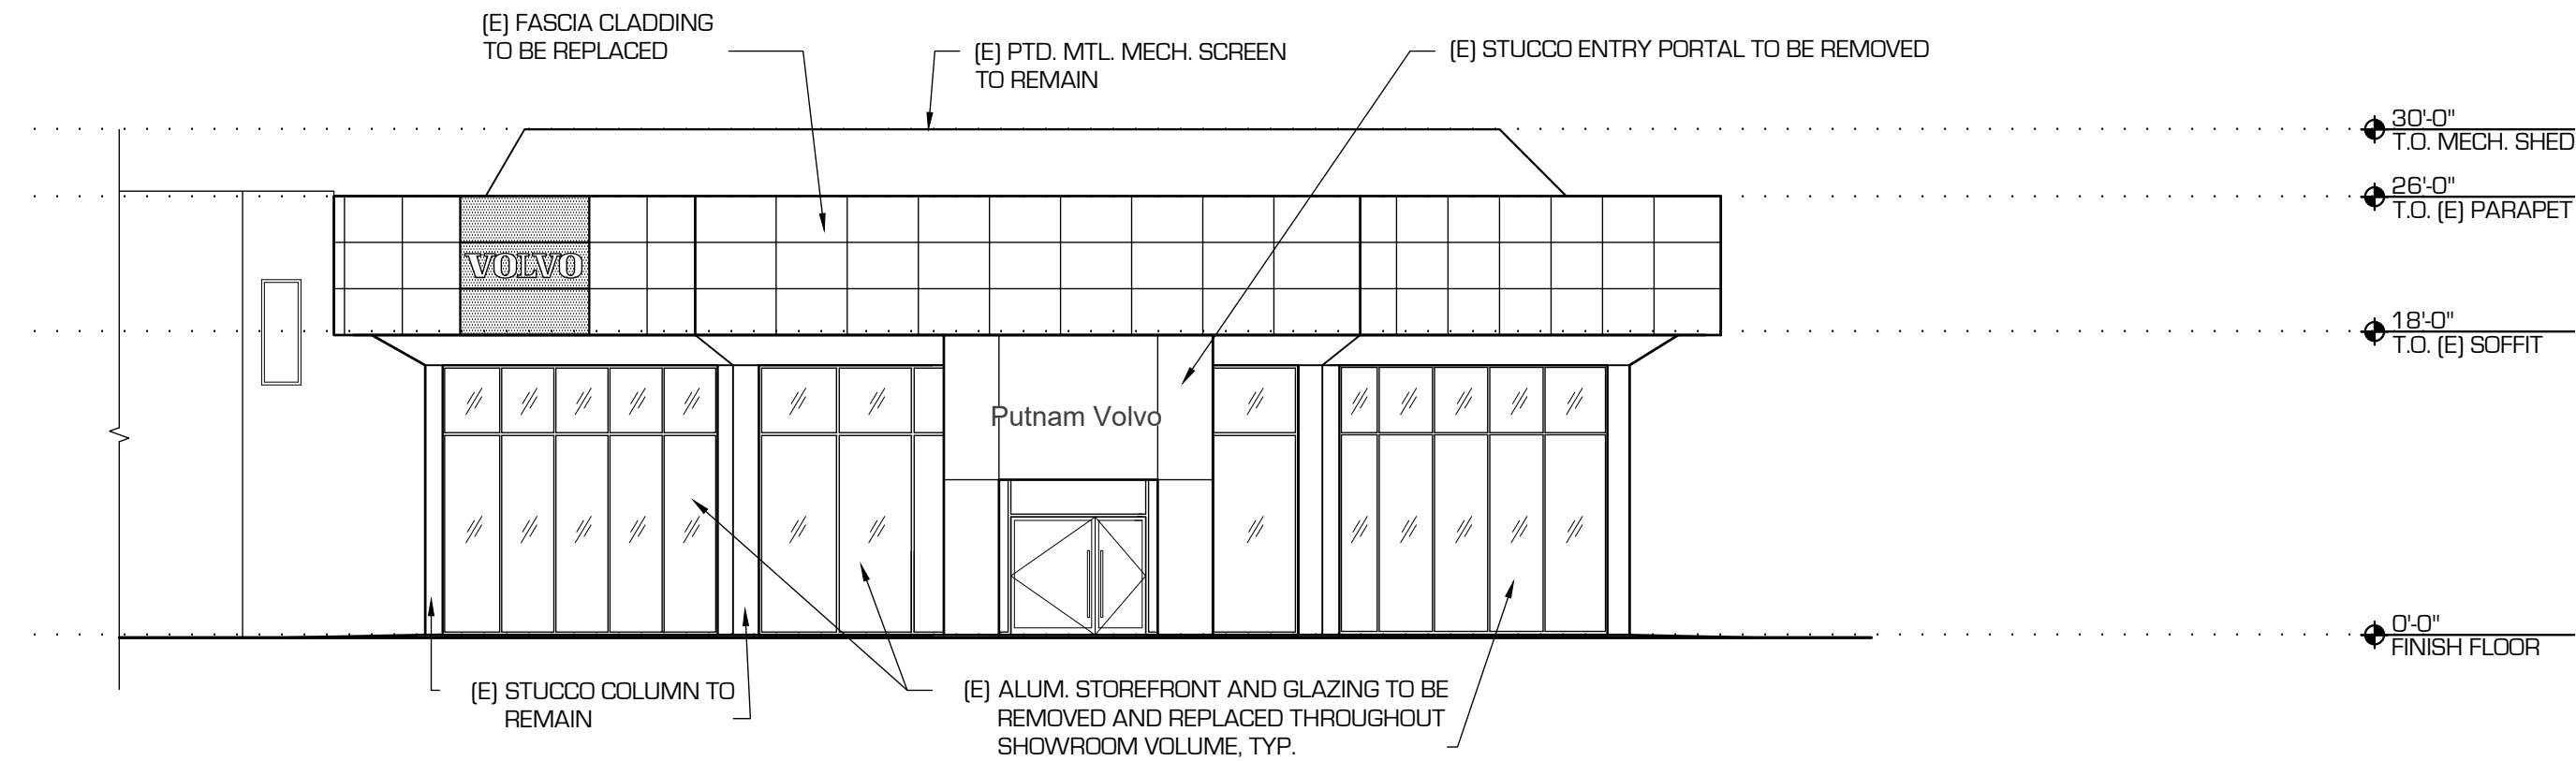 (E) FASCIA CLADDING
TO BE REPLACED
(E) PTD. MTL. MECH. SCREEN
TO REMAIN
(E) STUCCO ENTRY PORTAL TO BE REMOVED
30'-0"
T.O. MECH. SHED
26'-0"
T.O. (E) PARAPET
VOLVO
18'-0"
T.O. (E) SOFFIT
Putnam Volvo
0'-0"
FINISH FLOOR
(E) STUCCO COLUMN TO
REMAIN
(E) ALUM. STOREFRONT AND GLAZING TO BE
REMOVED AND REPLACED THROUGHOUT
SHOWROOM VOLUME, TYP.